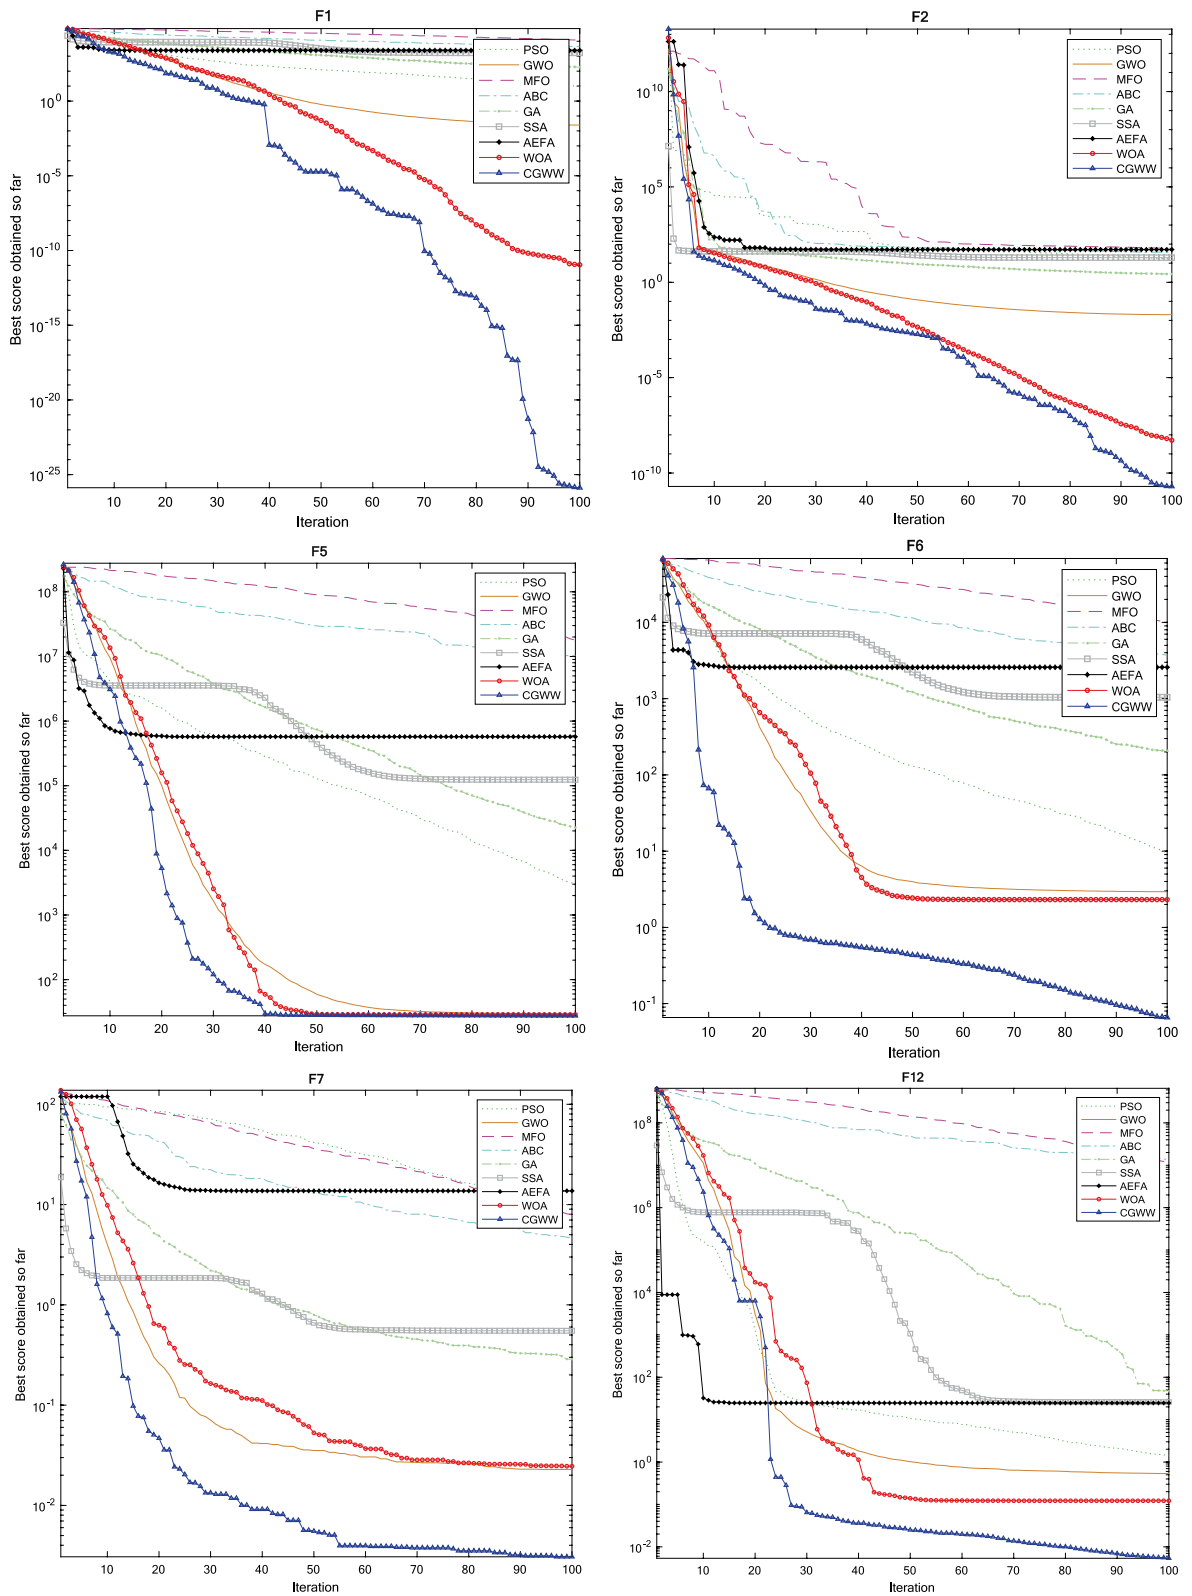 F1
Best score obtained so far
10^0
10^-5
10^-10
10^-15
10^-20
10^-25
10 20 30 40 50 60 70 80 90 100
Iteration
PSO
GWO
MFO
ABC
GA
SSA
AEFA
WOA
CGWW
F2
Best score obtained so far
10^10
10^5
10^0
10^-5
10^-10
10 20 30 40 50 60 70 80 90 100
Iteration
PSO
GWO
MFO
ABC
GA
SSA
AEFA
WOA
CGWW
F5
Best score obtained so far
10^8
10^7
10^6
10^5
10^4
10^3
10^2
10 20 30 40 50 60 70 80 90 100
Iteration
PSO
GWO
MFO
ABC
GA
SSA
AEFA
WOA
CGWW
F6
Best score obtained so far
10^4
10^3
10^2
10^1
10^0
10^-1
10 20 30 40 50 60 70 80 90 100
Iteration
PSO
GWO
MFO
ABC
GA
SSA
AEFA
WOA
CGWW
F7
Best score obtained so far
10^2
10^1
10^0
10^-1
10^-2
10 20 30 40 50 60 70 80 90 100
Iteration
PSO
GWO
MFO
ABC
GA
SSA
AEFA
WOA
CGWW
F12
Best score obtained so far
10^8
10^6
10^4
10^2
10^0
10^-2
10 20 30 40 50 60 70 80 90 100
Iteration
PSO
GWO
MFO
ABC
GA
SSA
AEFA
WOA
CGWW